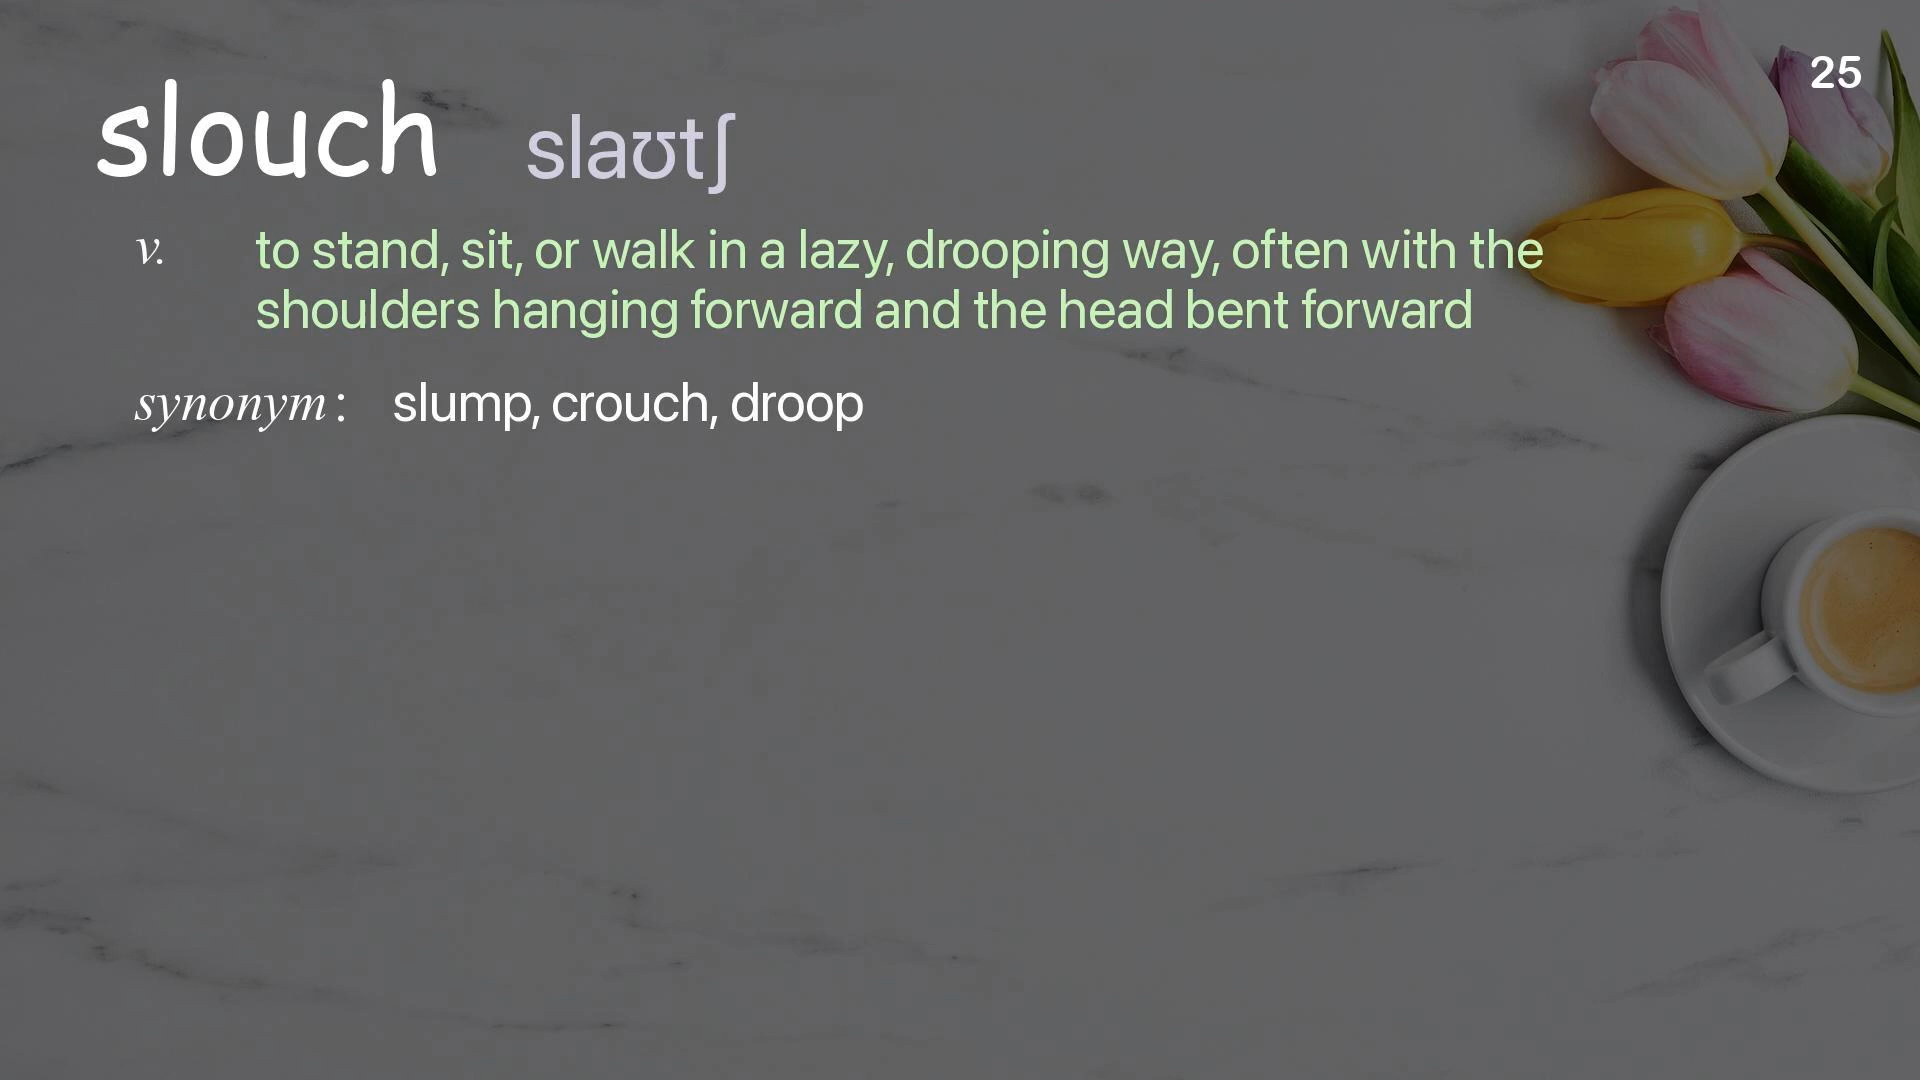 25
slouch slaʊtʃ
v. to stand, sit, or walk in a lazy, drooping way, often with the
shoulders hanging forward and the head bent forward
synonym: slump, crouch, droop